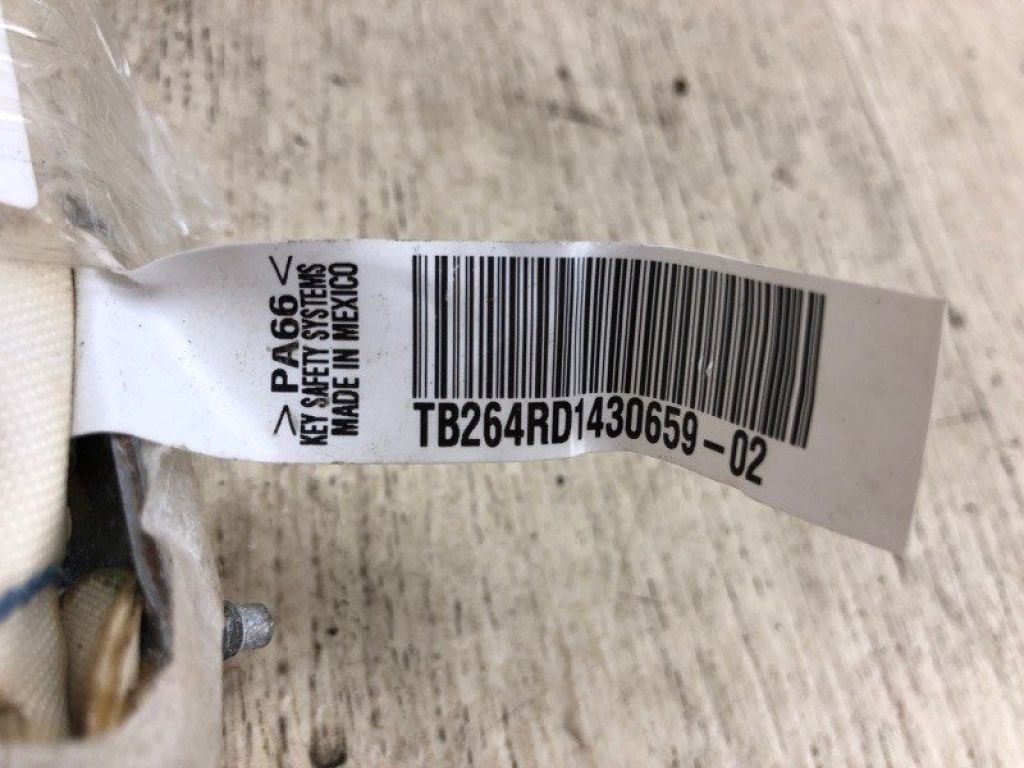 >PA66<
KEY SAFETY SYSTEMS
MADE IN MEXICO
TB264RD1430659-02